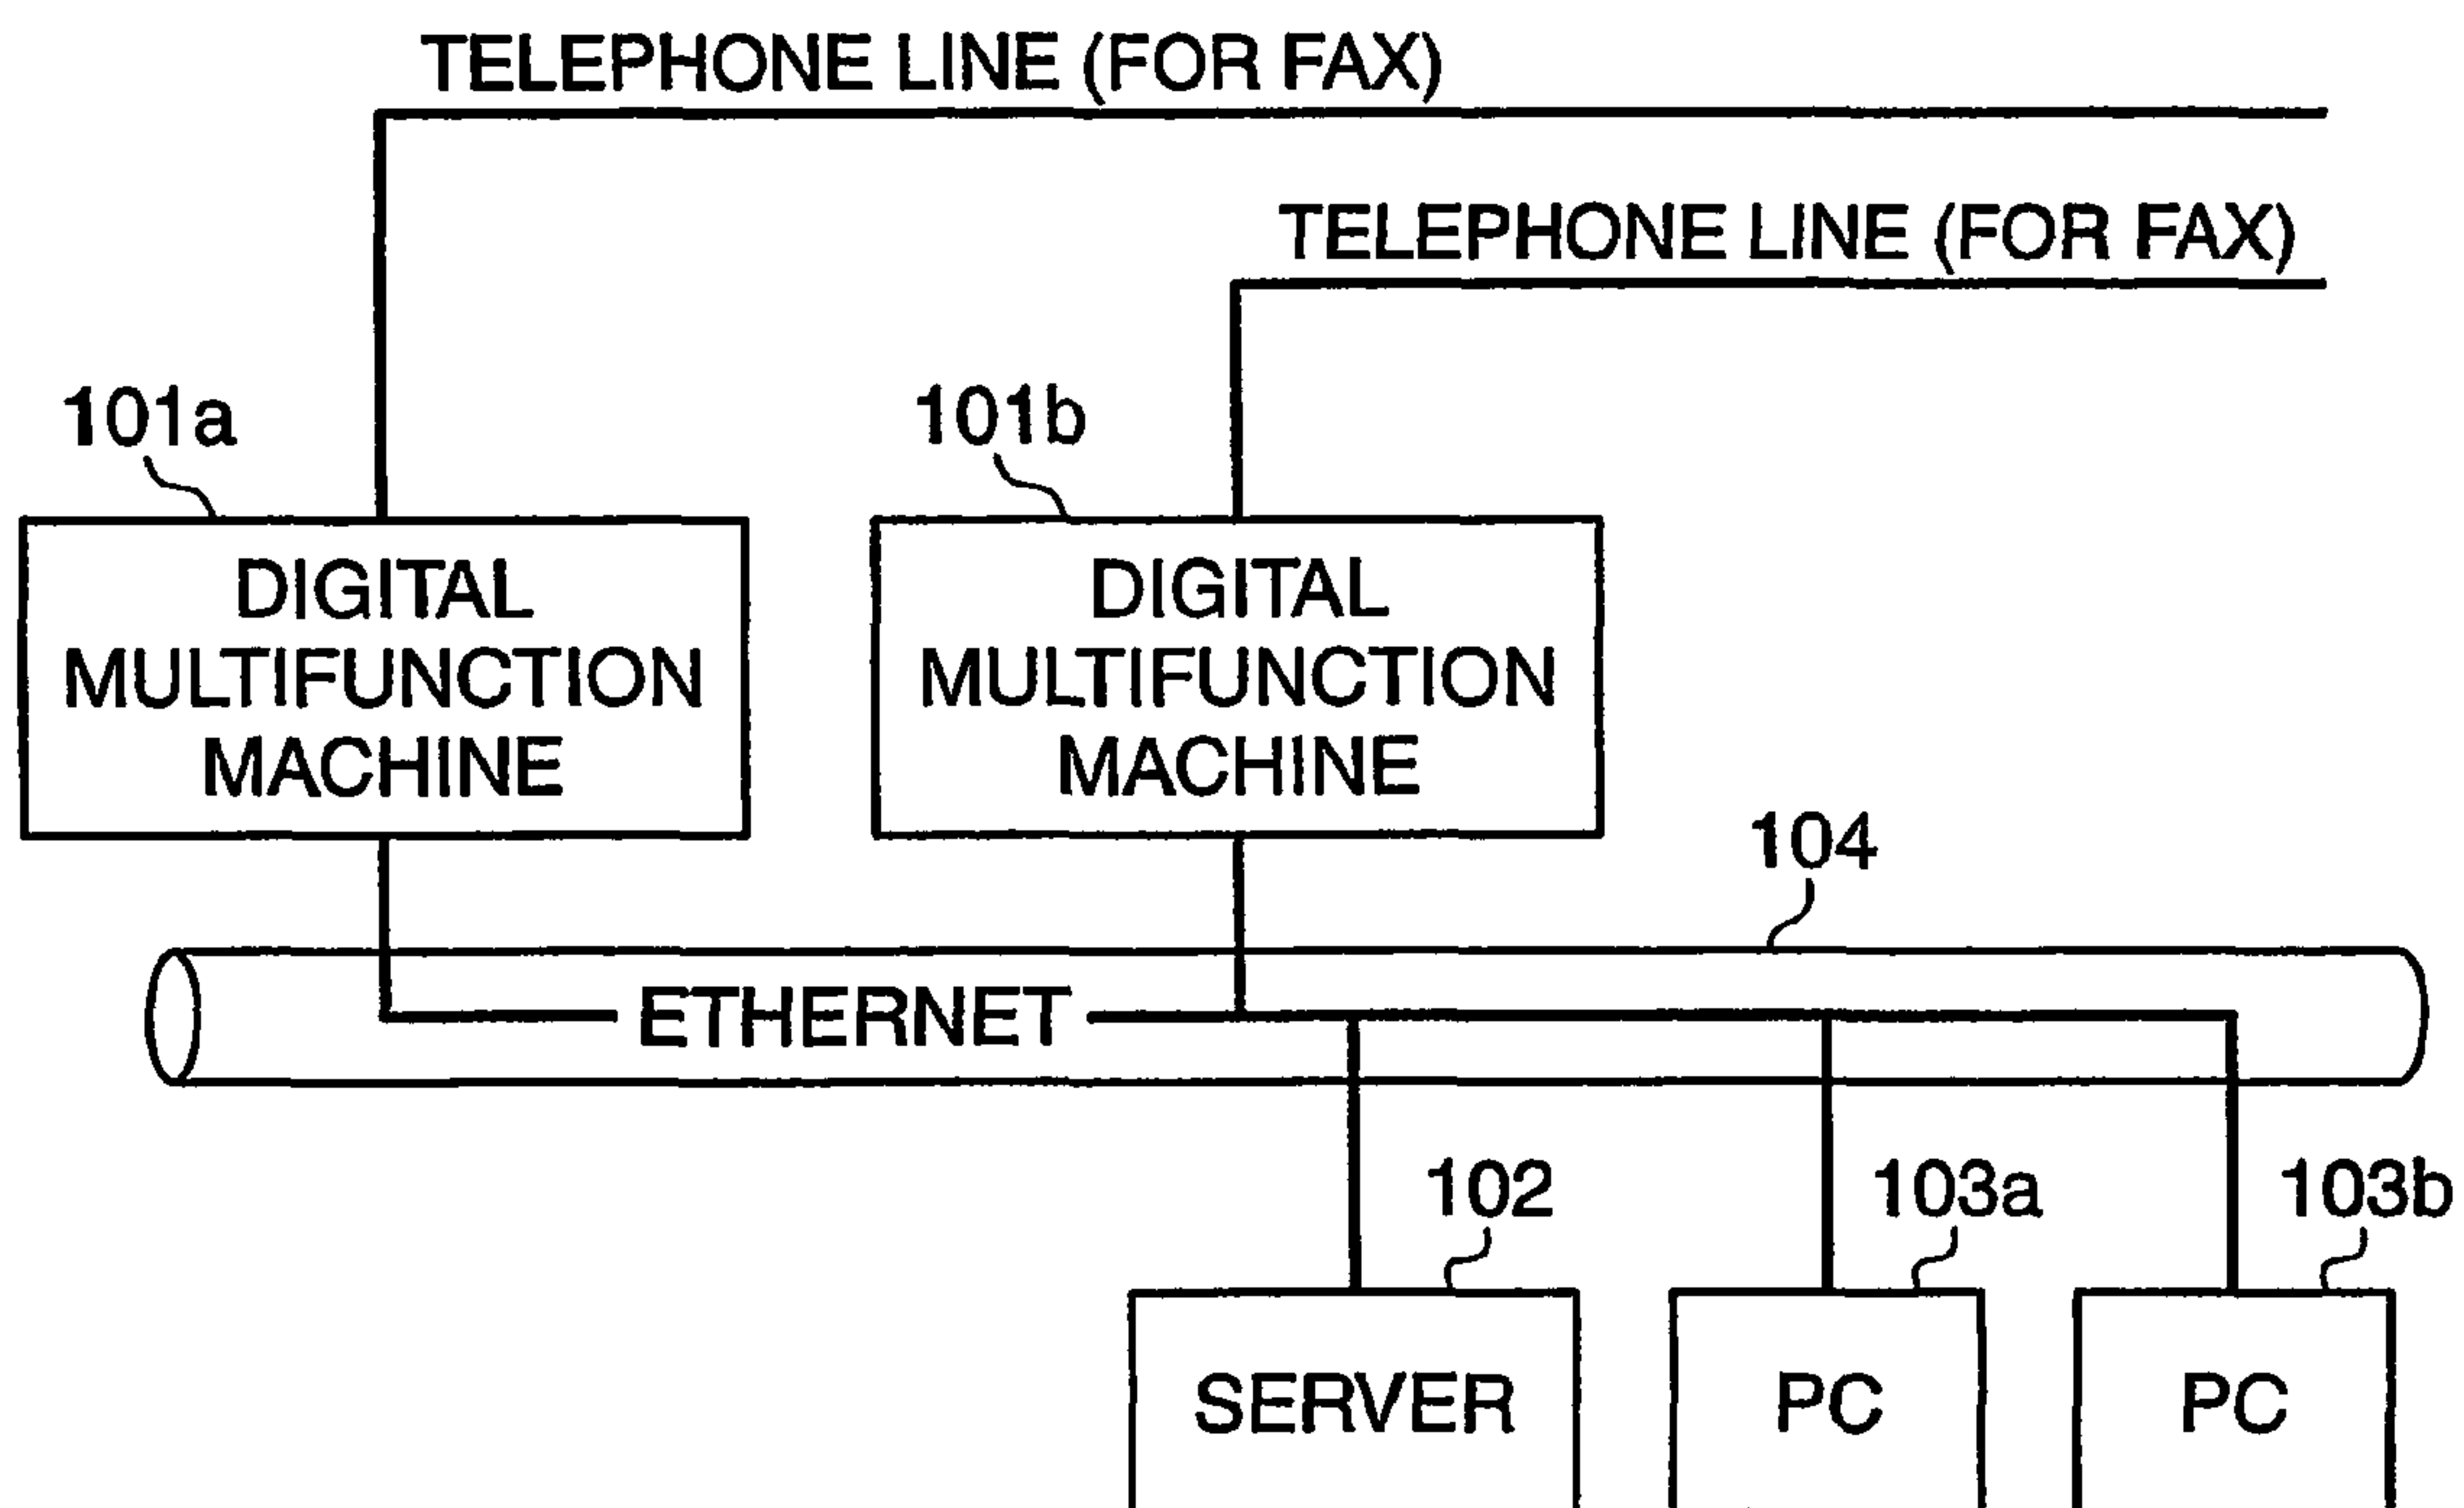 TELEPHONE LINE (FOR FAX)
TELEPHONE LINE (FOR FAX)
101a
101b
DIGITAL
MULTIFUNCTION
MACHINE
DIGITAL
MULTIFUNCTION
MACHINE
104
ETHERNET
102
103a
103b
SERVER
PC
PC